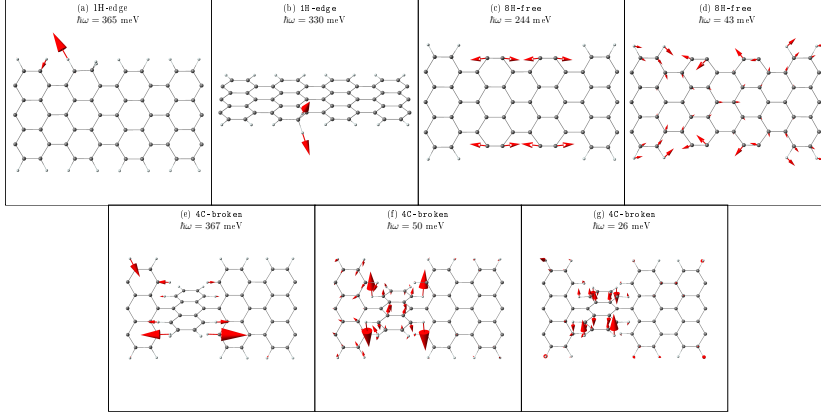 (a) 1H-edge
ℏω = 365 meV
(b) 1H-edge
ℏω = 330 meV
(c) 8H-free
ℏω = 244 meV
(d) 8H-free
ℏω = 43 meV
(e) 4C-broken
ℏω = 367 meV
(f) 4C-broken
ℏω = 50 meV
(g) 4C-broken
ℏω = 26 meV